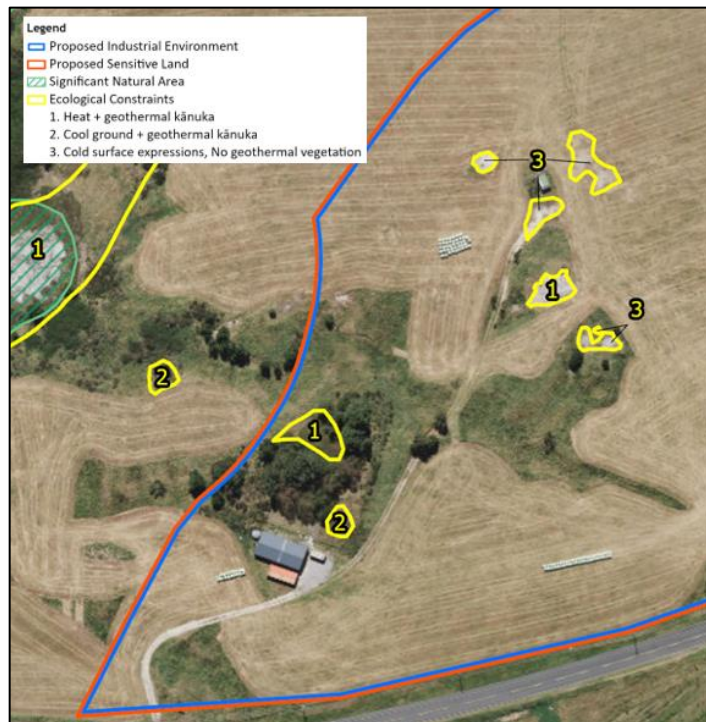 Legend
Proposed Industrial Environment
Proposed Sensitive Land
Significant Natural Area
Ecological Constraints
1. Heat + geothermal kānuka
2. Cool ground + geothermal kānuka
3. Cold surface expressions, No geothermal vegetation
3
1
1
3
2
1
2